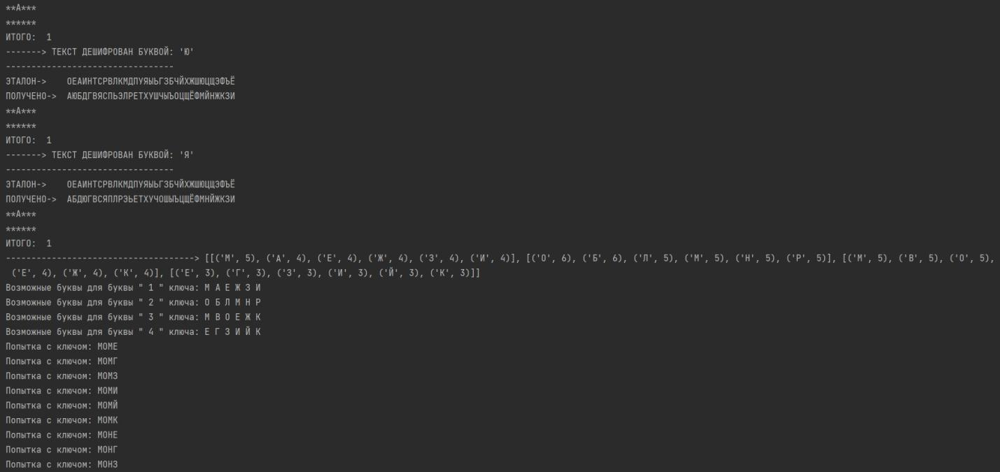 **А***
******
ИТОГО:  1
-------> ТЕКСТ ДЕШИФРОВАН БУКВОЙ: 'Ю'
---------------------------------
ЭТАЛОН->    ОЕАИНТСРВЛКМДПУЯЫЬГЗБЧЙХЖШЮЦЩЭФЪЁ
ПОЛУЧЕНО->  АЮБДГВЯСПЬЭЛРЕТХУШЧЫЪОЦЩЁФМЙНЖКЗИ
**А***
******
ИТОГО:  1
-------> ТЕКСТ ДЕШИФРОВАН БУКВОЙ: 'Я'
---------------------------------
ЭТАЛОН->    ОЕАИНТСРВЛКМДПУЯЫЬГЗБЧЙХЖШЮЦЩЭФЪЁ
ПОЛУЧЕНО->  АБДЮГВСЯПЛРЭЬЕТХУЧОШЫЪЦЩЁФМНЙЖКЗИ
**А***
******
ИТОГО:  1
-------------------------------------> [[('М', 5), ('А', 4), ('Е', 4), ('Ж', 4), ('З', 4), ('И', 4)], [('О', 6), ('Б', 6), ('Л', 5), ('М', 5), ('Н', 5), ('Р', 5)], [('М', 5), ('В', 5), ('О', 5),
 ('Е', 4), ('Ж', 4), ('К', 4)], [('Е', 3), ('Г', 3), ('З', 3), ('И', 3), ('Й', 3), ('К', 3)]]
Возможные буквы для буквы " 1 " ключа: М А Е Ж З И
Возможные буквы для буквы " 2 " ключа: О Б Л М Н Р
Возможные буквы для буквы " 3 " ключа: М В О Е Ж К
Возможные буквы для буквы " 4 " ключа: Е Г З И Й К
Попытка с ключом: МОМЕ
Попытка с ключом: МОМГ
Попытка с ключом: МОМЗ
Попытка с ключом: МОМИ
Попытка с ключом: МОМЙ
Попытка с ключом: МОМК
Попытка с ключом: МОНЕ
Попытка с ключом: МОНГ
Попытка с ключом: МОНЗ